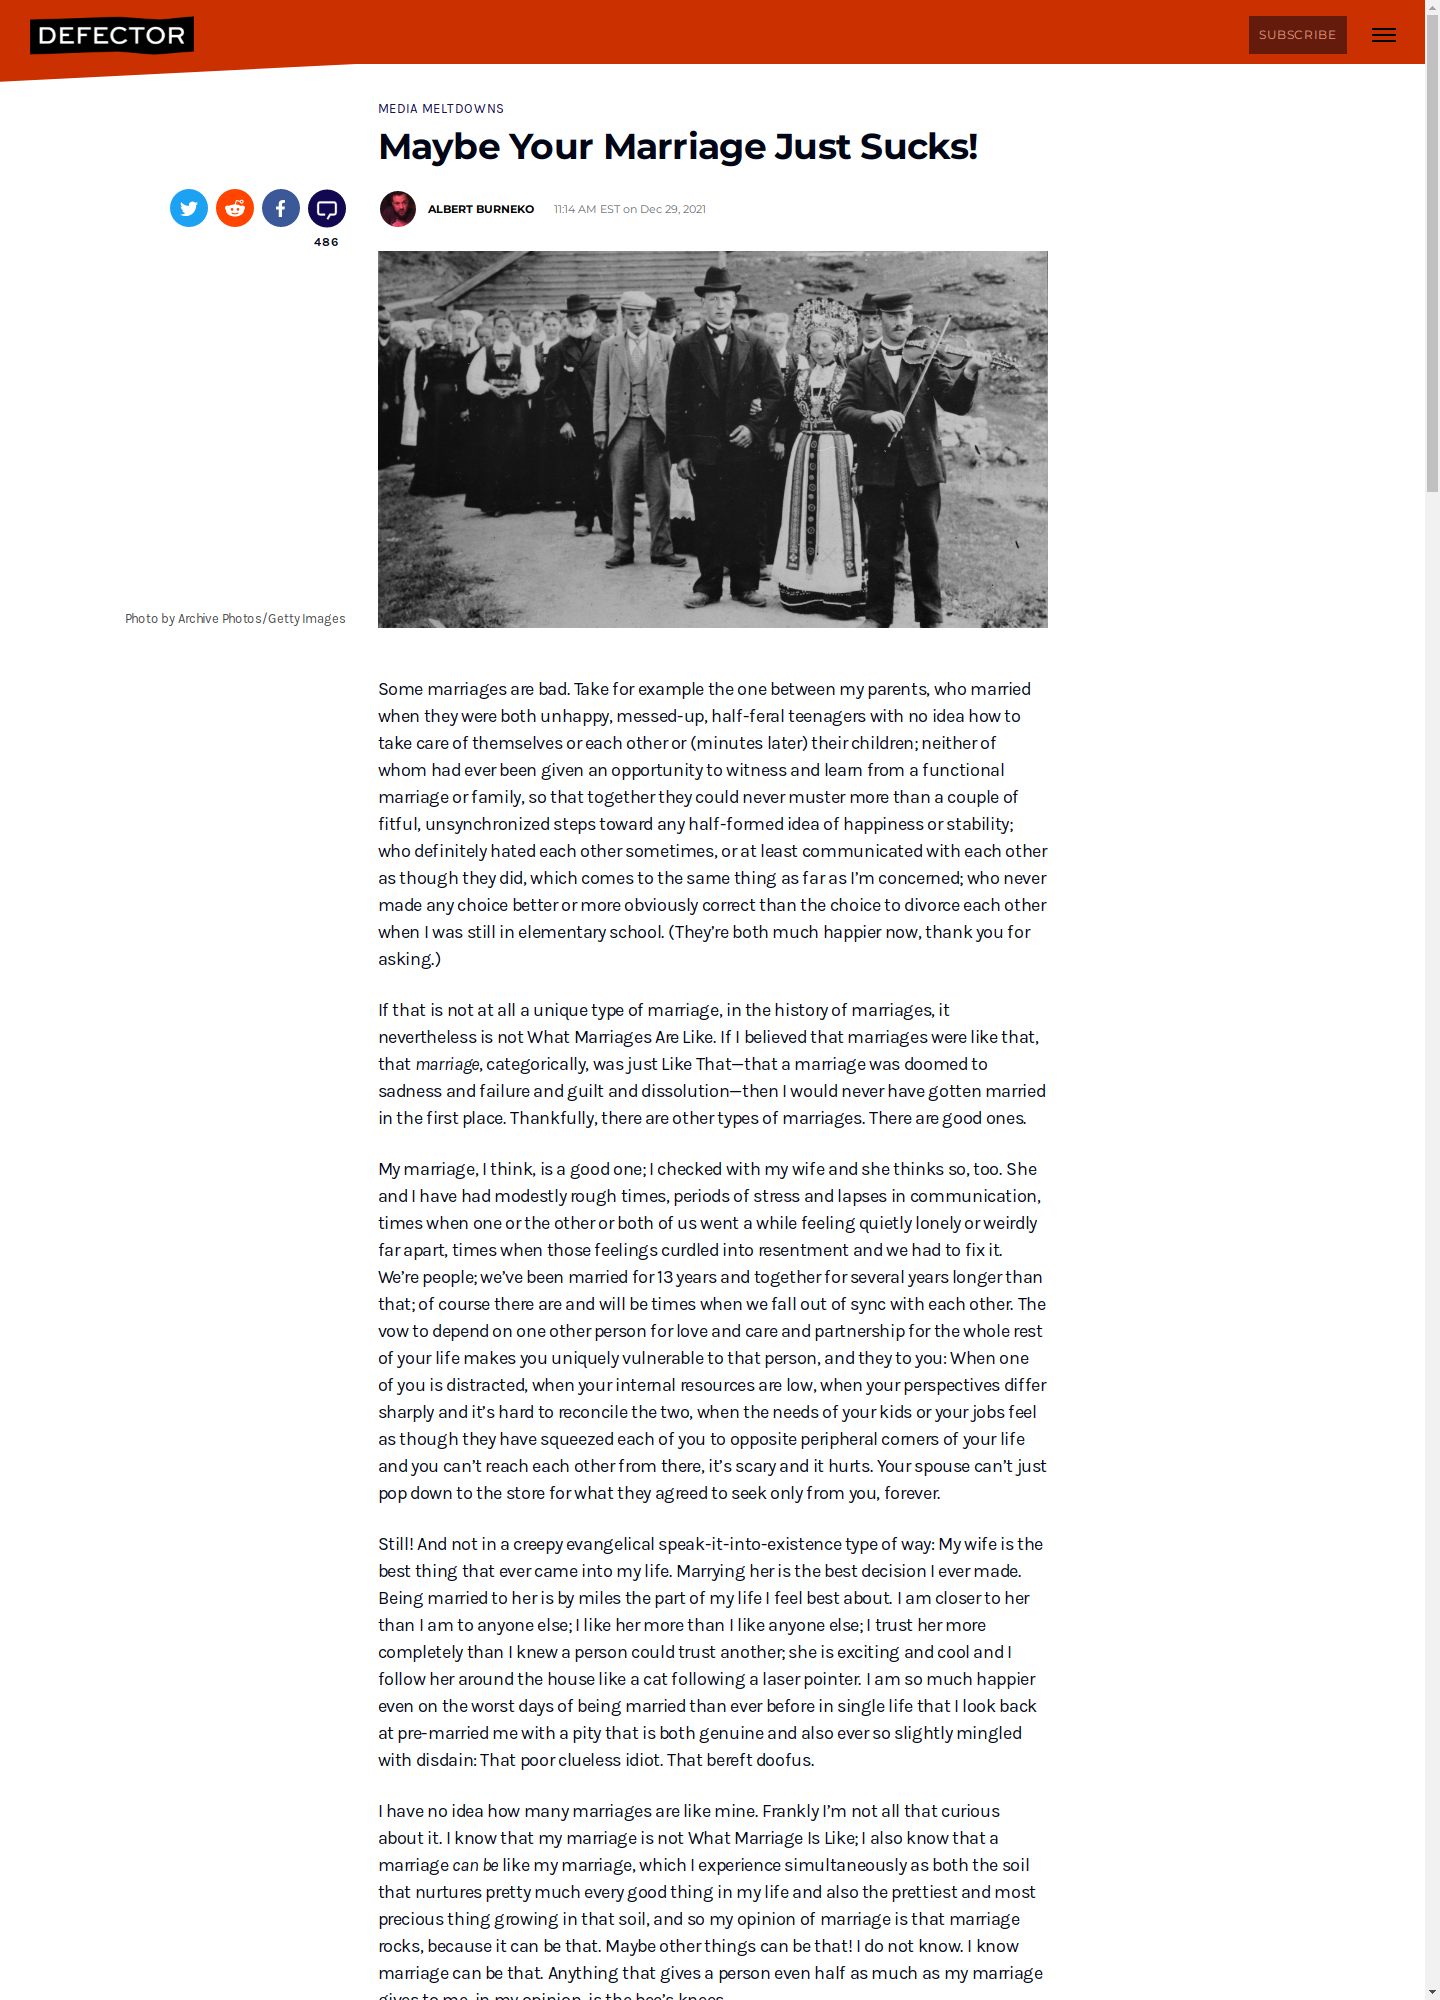 DEFECTOR
SUBSCRIBE
MEDIA MELTDOWNS
Maybe Your Marriage Just Sucks!
ALBERT BURNEKO 11:14 AM EST on Dec 29, 2021
486
Photo by Archive Photos/Getty Images
Some marriages are bad. Take for example the one between my parents, who married
when they were both unhappy, messed-up, half-feral teenagers with no idea how to
take care of themselves or each other or (minutes later) their children; neither of
whom had ever been given an opportunity to witness and learn from a functional
marriage or family, so that together they could never muster more than a couple of
fitful, unsynchronized steps toward any half-formed idea of happiness or stability;
who definitely hated each other sometimes, or at least communicated with each other
as though they did, which comes to the same thing as far as I’m concerned; who never
made any choice better or more obviously correct than the choice to divorce each other
when I was still in elementary school. (They’re both much happier now, thank you for
asking.)
If that is not at all a unique type of marriage, in the history of marriages, it
nevertheless is not What Marriages Are Like. If I believed that marriages were like that,
that marriage, categorically, was just Like That—that a marriage was doomed to
sadness and failure and guilt and dissolution—then I would never have gotten married
in the first place. Thankfully, there are other types of marriages. There are good ones.
My marriage, I think, is a good one; I checked with my wife and she thinks so, too. She
and I have had modestly rough times, periods of stress and lapses in communication,
times when one or the other or both of us went a while feeling quietly lonely or weirdly
far apart, times when those feelings curdled into resentment and we had to fix it.
We’re people; we’ve been married for 13 years and together for several years longer than
that; of course there are and will be times when we fall out of sync with each other. The
vow to depend on one other person for love and care and partnership for the whole rest
of your life makes you uniquely vulnerable to that person, and they to you: When one
of you is distracted, when your internal resources are low, when your perspectives differ
sharply and it’s hard to reconcile the two, when the needs of your kids or your jobs feel
as though they have squeezed each of you to opposite peripheral corners of your life
and you can’t reach each other from there, it’s scary and it hurts. Your spouse can’t just
pop down to the store for what they agreed to seek only from you, forever.
Still! And not in a creepy evangelical speak-it-into-existence type of way: My wife is the
best thing that ever came into my life. Marrying her is the best decision I ever made.
Being married to her is by miles the part of my life I feel best about. I am closer to her
than I am to anyone else; I like her more than I like anyone else; I trust her more
completely than I knew a person could trust another; she is exciting and cool and I
follow her around the house like a cat following a laser pointer. I am so much happier
even on the worst days of being married than ever before in single life that I look back
at pre-married me with a pity that is both genuine and also ever so slightly mingled
with disdain: That poor clueless idiot. That bereft doofus.
I have no idea how many marriages are like mine. Frankly I’m not all that curious
about it. I know that my marriage is not What Marriage Is Like; I also know that a
marriage can be like my marriage, which I experience simultaneously as both the soil
that nurtures pretty much every good thing in my life and also the prettiest and most
precious thing growing in that soil, and so my opinion of marriage is that marriage
rocks, because it can be that. Maybe other things can be that! I do not know. I know
marriage can be that. Anything that gives a person even half as much as my marriage
gives to me, in my opinion, is the bee’s knees.